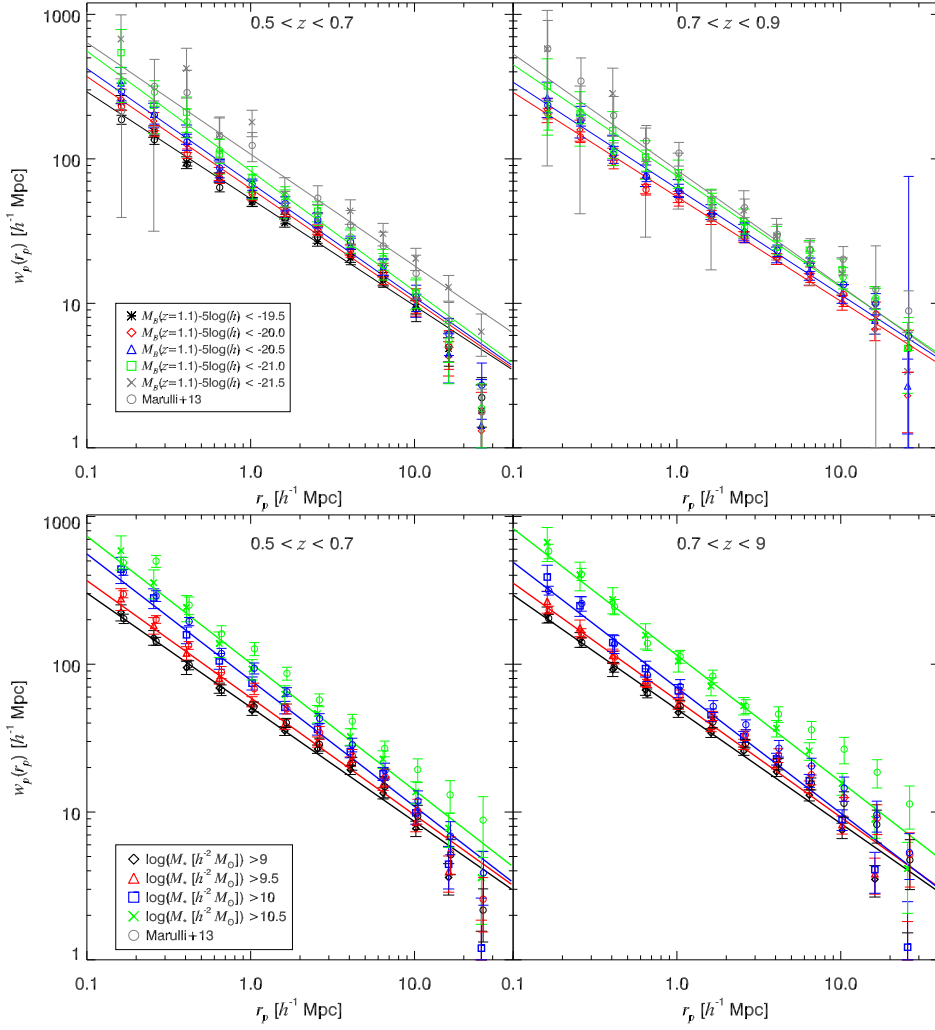 0.5 < z < 0.7
0.7 < z < 0.9
1000
100
10
1
w_p(r_p) [h⁻¹ Mpc]
M_B(z=1.1)-5log(h) < -19.5
M_B(z=1.1)-5log(h) < -20.0
M_B(z=1.1)-5log(h) < -20.5
M_B(z=1.1)-5log(h) < -21.0
M_B(z=1.1)-5log(h) < -21.5
Marulli+13
0.1 1.0 10.0 0.1 1.0 10.0
r_p [h⁻¹ Mpc] r_p [h⁻¹ Mpc]
0.5 < z < 0.7
0.7 < z < 9
1000
100
10
1
w_p(r_p) [h⁻¹ Mpc]
log(M_* [h⁻² M_O]) >9
log(M_* [h⁻² M_O]) >9.5
log(M_* [h⁻² M_O]) >10
log(M_* [h⁻² M_O]) >10.5
Marulli+13
0.1 1.0 10.0 0.1 1.0 10.0
r_p [h⁻¹ Mpc] r_p [h⁻¹ Mpc]